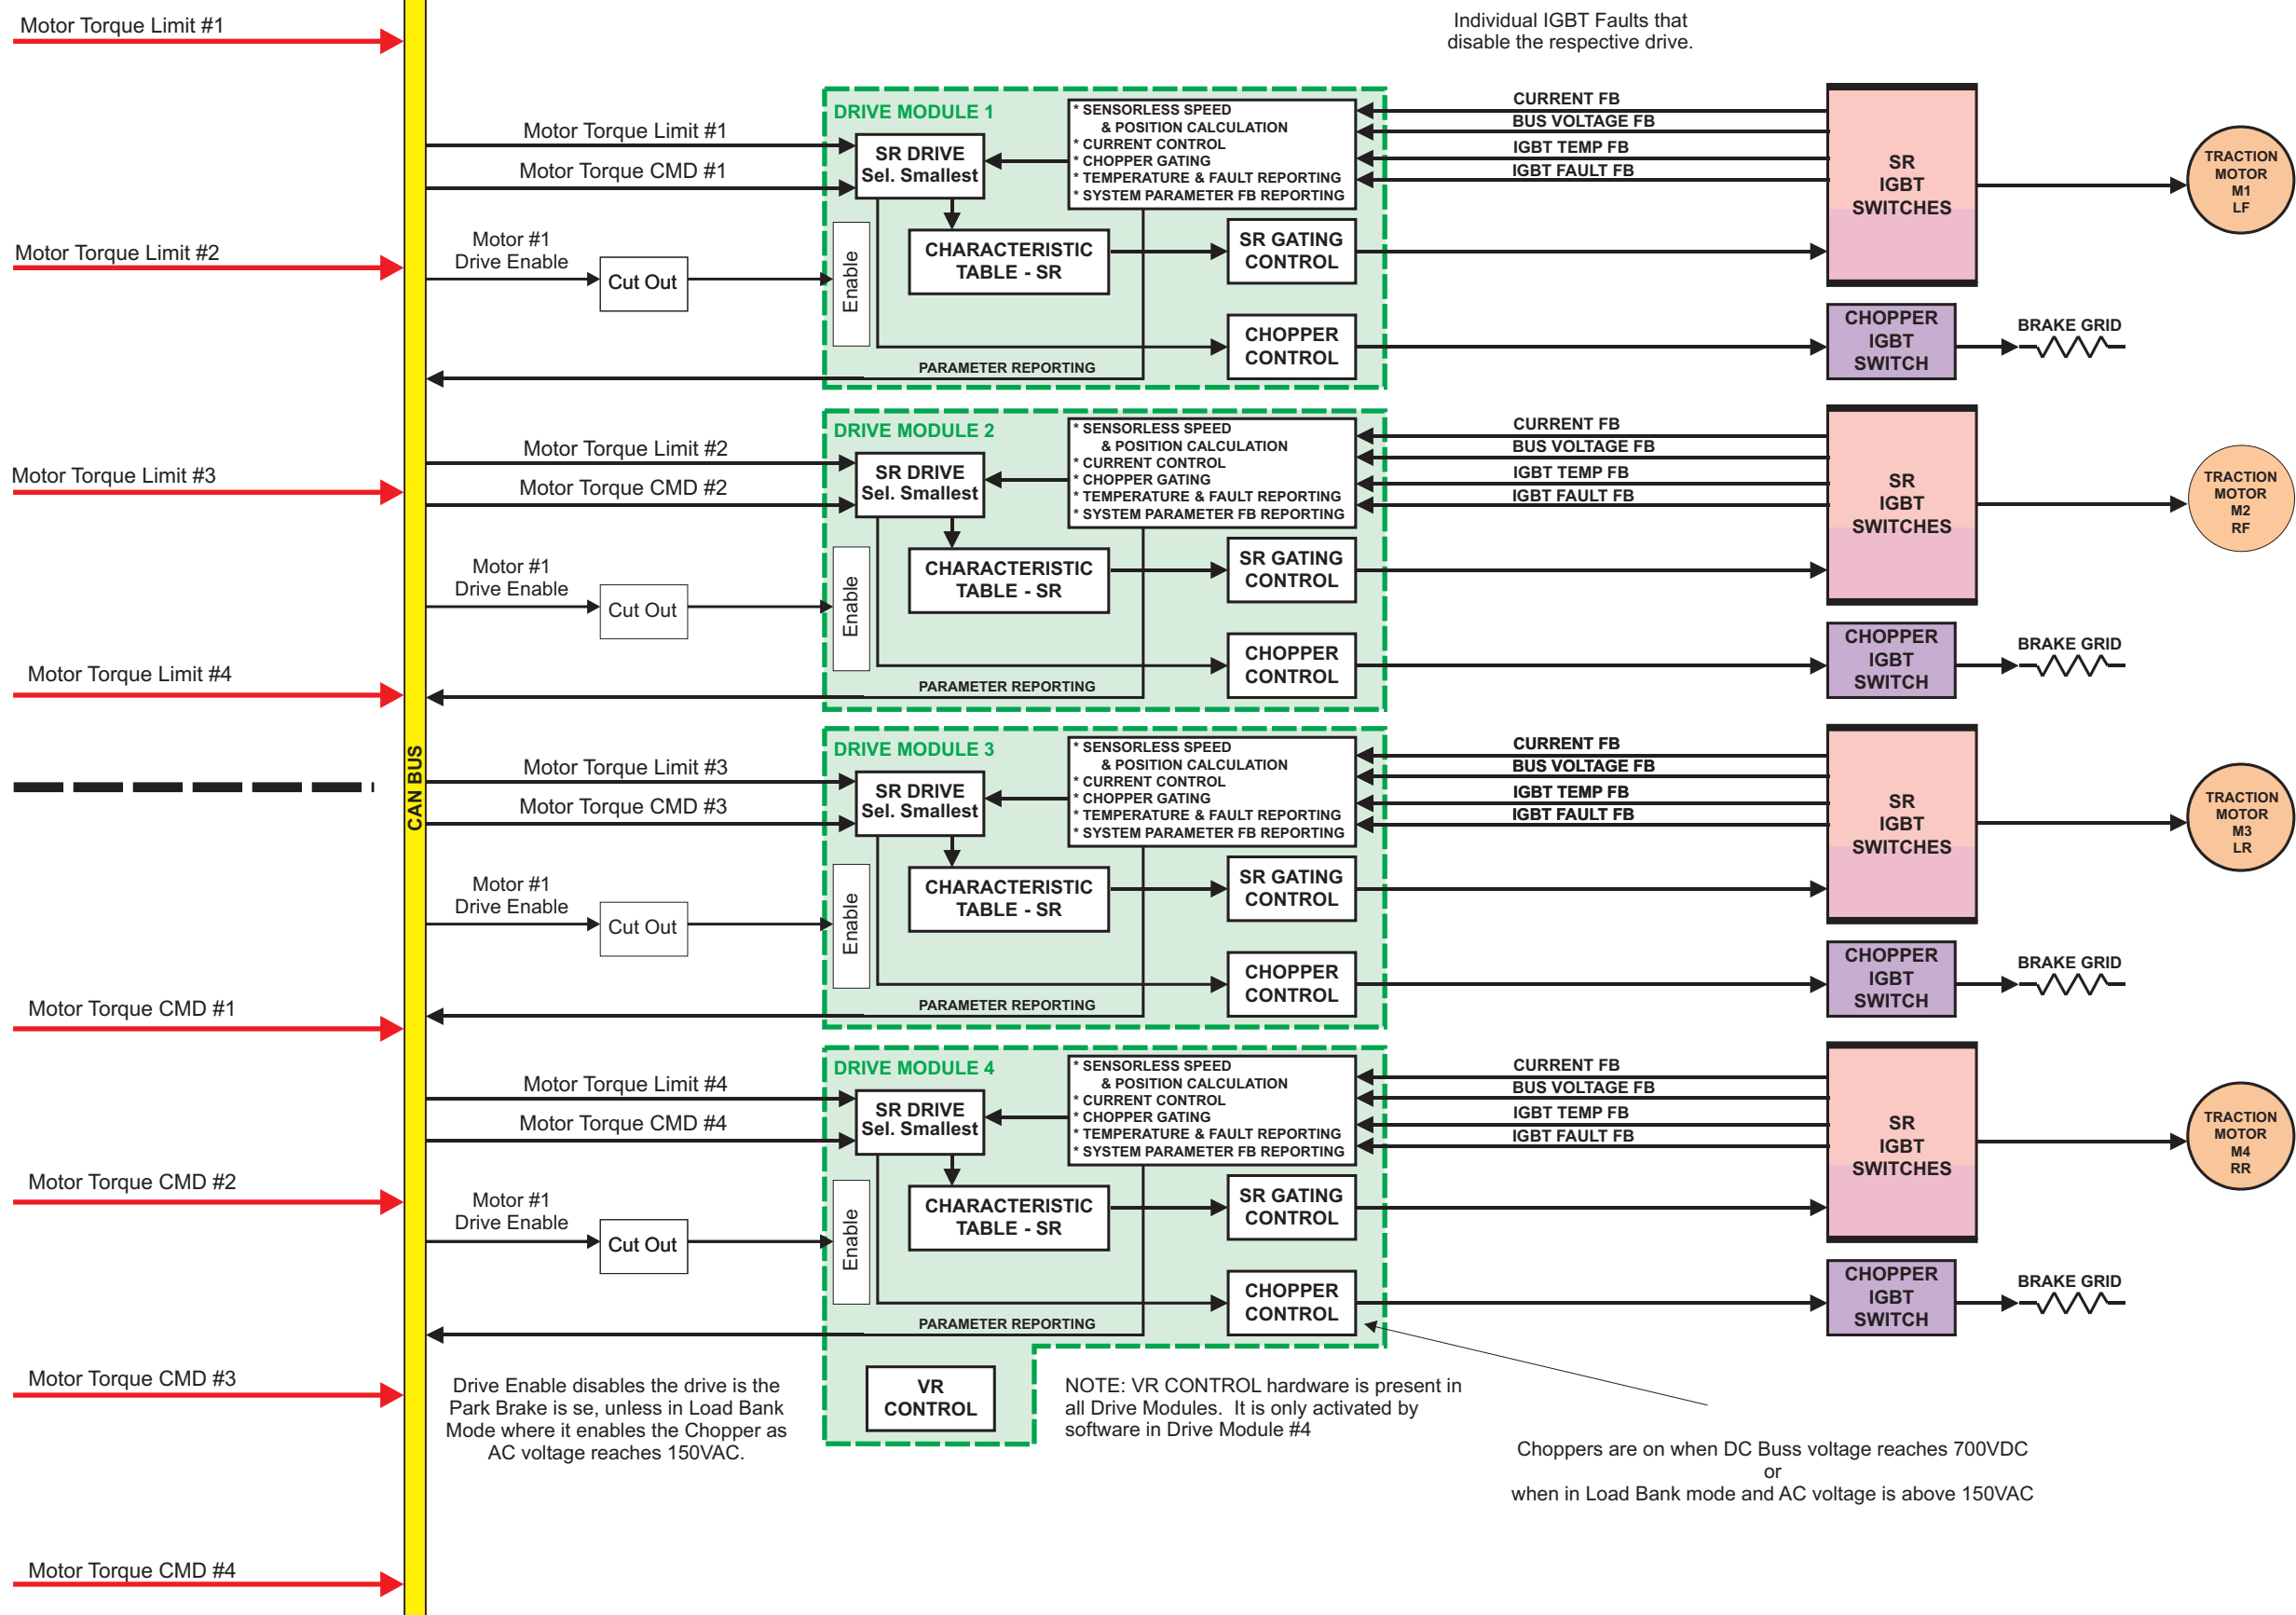 Motor Torque Limit #1
Motor Torque Limit #2
Motor Torque Limit #3
Motor Torque Limit #4
Motor Torque CMD #1
Motor Torque CMD #2
Motor Torque CMD #3
Motor Torque CMD #4
CAN BUS
Individual IGBT Faults that
disable the respective drive.
Motor Torque Limit #1
Motor Torque CMD #1
Motor #1
Drive Enable
Cut Out
DRIVE MODULE 1
SR DRIVE
Sel. Smallest
* SENSORLESS SPEED
& POSITION CALCULATION
* CURRENT CONTROL
* CHOPPER GATING
* TEMPERATURE & FAULT REPORTING
* SYSTEM PARAMETER FB REPORTING
Enable
CHARACTERISTIC
TABLE - SR
SR GATING
CONTROL
CHOPPER
CONTROL
PARAMETER REPORTING
CURRENT FB
BUS VOLTAGE FB
IGBT TEMP FB
IGBT FAULT FB
SR
IGBT
SWITCHES
TRACTION
MOTOR
M1
LF
CHOPPER
IGBT
SWITCH
BRAKE GRID
Motor Torque Limit #2
Motor Torque CMD #2
Motor #1
Drive Enable
Cut Out
DRIVE MODULE 2
SR DRIVE
Sel. Smallest
* SENSORLESS SPEED
& POSITION CALCULATION
* CURRENT CONTROL
* CHOPPER GATING
* TEMPERATURE & FAULT REPORTING
* SYSTEM PARAMETER FB REPORTING
Enable
CHARACTERISTIC
TABLE - SR
SR GATING
CONTROL
CHOPPER
CONTROL
PARAMETER REPORTING
CURRENT FB
BUS VOLTAGE FB
IGBT TEMP FB
IGBT FAULT FB
SR
IGBT
SWITCHES
TRACTION
MOTOR
M2
RF
CHOPPER
IGBT
SWITCH
BRAKE GRID
Motor Torque Limit #3
Motor Torque CMD #3
Motor #1
Drive Enable
Cut Out
DRIVE MODULE 3
SR DRIVE
Sel. Smallest
* SENSORLESS SPEED
& POSITION CALCULATION
* CURRENT CONTROL
* CHOPPER GATING
* TEMPERATURE & FAULT REPORTING
* SYSTEM PARAMETER FB REPORTING
Enable
CHARACTERISTIC
TABLE - SR
SR GATING
CONTROL
CHOPPER
CONTROL
PARAMETER REPORTING
CURRENT FB
BUS VOLTAGE FB
IGBT TEMP FB
IGBT FAULT FB
SR
IGBT
SWITCHES
TRACTION
MOTOR
M3
LR
CHOPPER
IGBT
SWITCH
BRAKE GRID
Motor Torque Limit #4
Motor Torque CMD #4
Motor #1
Drive Enable
Cut Out
DRIVE MODULE 4
SR DRIVE
Sel. Smallest
* SENSORLESS SPEED
& POSITION CALCULATION
* CURRENT CONTROL
* CHOPPER GATING
* TEMPERATURE & FAULT REPORTING
* SYSTEM PARAMETER FB REPORTING
Enable
CHARACTERISTIC
TABLE - SR
SR GATING
CONTROL
CHOPPER
CONTROL
PARAMETER REPORTING
CURRENT FB
BUS VOLTAGE FB
IGBT TEMP FB
IGBT FAULT FB
SR
IGBT
SWITCHES
TRACTION
MOTOR
M4
RR
CHOPPER
IGBT
SWITCH
BRAKE GRID
Drive Enable disables the drive is the
Park Brake is se, unless in Load Bank
Mode where it enables the Chopper as
AC voltage reaches 150VAC.
VR
CONTROL
NOTE: VR CONTROL hardware is present in
all Drive Modules. It is only activated by
software in Drive Module #4
Choppers are on when DC Buss voltage reaches 700VDC
or
when in Load Bank mode and AC voltage is above 150VAC